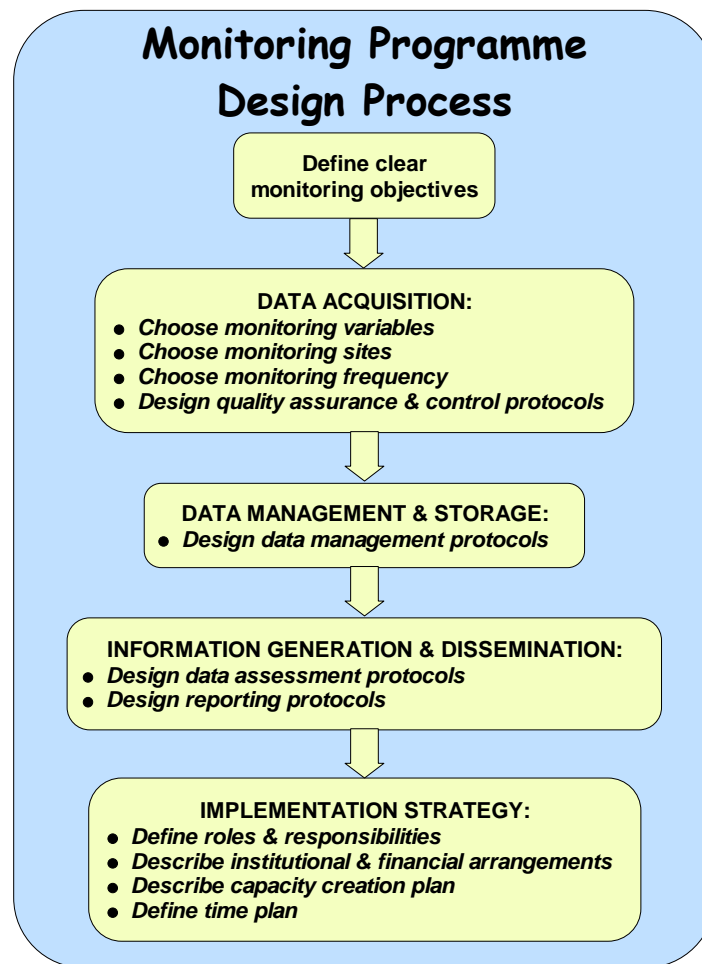 Monitoring Programme
Design Process
Define clear
monitoring objectives
DATA ACQUISITION:
● Choose monitoring variables
● Choose monitoring sites
● Choose monitoring frequency
● Design quality assurance & control protocols
DATA MANAGEMENT & STORAGE:
● Design data management protocols
INFORMATION GENERATION & DISSEMINATION:
● Design data assessment protocols
● Design reporting protocols
IMPLEMENTATION STRATEGY:
● Define roles & responsibilities
● Describe institutional & financial arrangements
● Describe capacity creation plan
● Define time plan